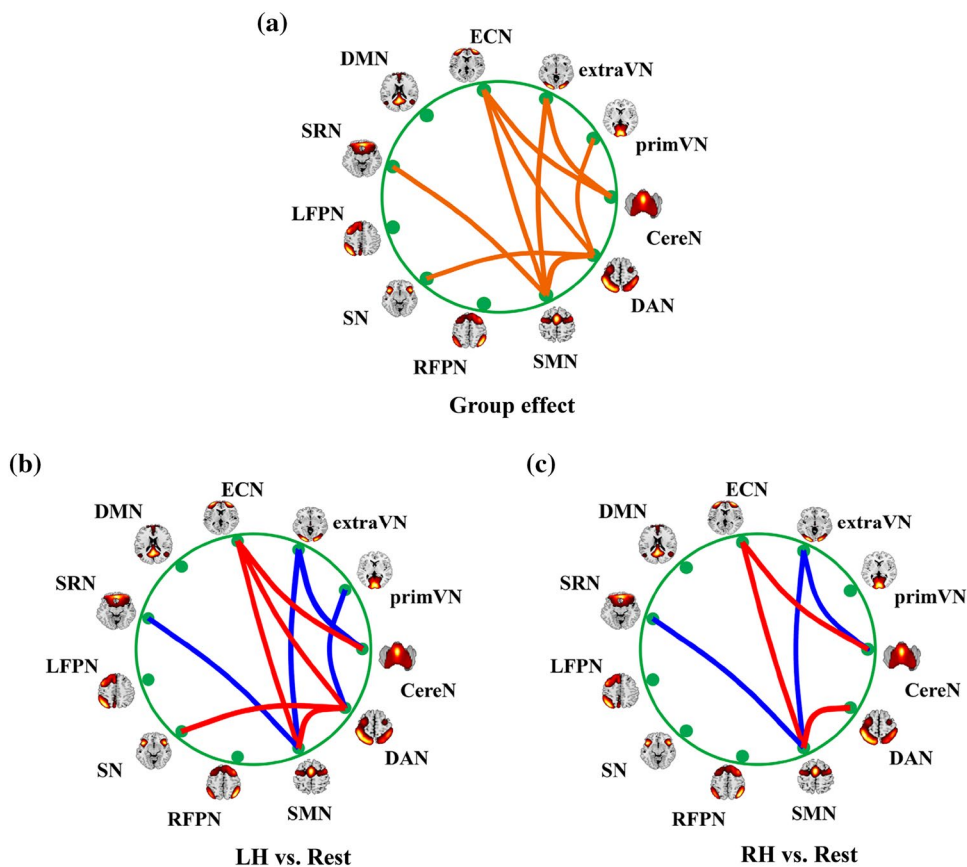 (a)
ECN
DMN
extraVN
SRN
primVN
LFPN
CereN
SN
DAN
RFPN
SMN
Group effect
(b)
ECN
DMN
extraVN
SRN
primVN
LFPN
CereN
SN
DAN
RFPN
SMN
LH vs. Rest
(c)
ECN
DMN
extraVN
SRN
primVN
LFPN
CereN
SN
DAN
RFPN
SMN
RH vs. Rest